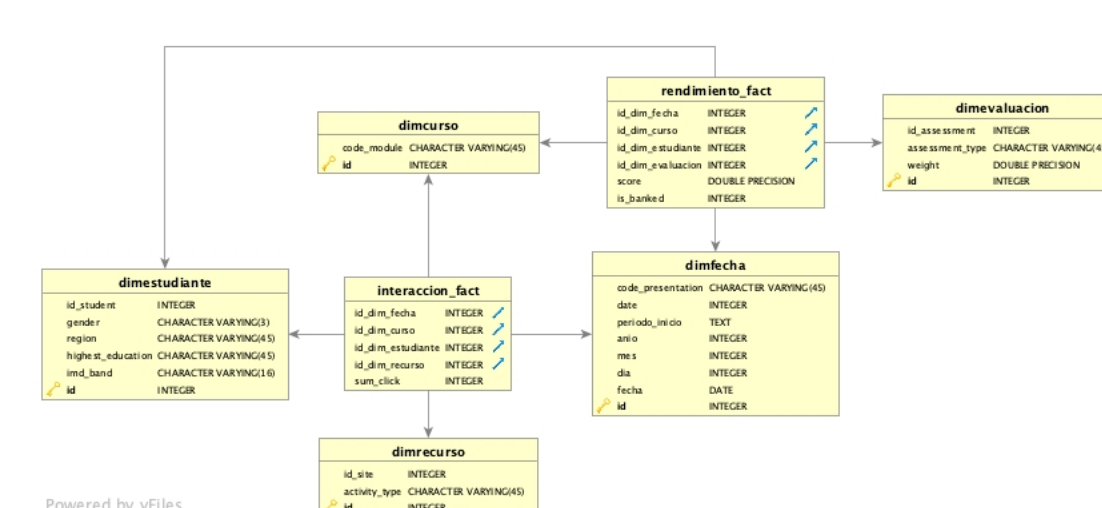 rendimiento_fact
id_dim_fecha INTEGER
id_dim_curso INTEGER
id_dim_estudiante INTEGER
id_dim_evaluacion INTEGER
score DOUBLE PRECISION
is_banked INTEGER
dimevaluacion
id_assessment INTEGER
assessment_type CHARACTER VARYING(4
weight DOUBLE PRECISION
id INTEGER
dimcurso
code_module CHARACTER VARYING(45)
id INTEGER
dimestudiante
id_student INTEGER
gender CHARACTER VARYING(3)
region CHARACTER VARYING(45)
highest_education CHARACTER VARYING(45)
imd_band CHARACTER VARYING(16)
id INTEGER
interaccion_fact
id_dim_fecha INTEGER
id_dim_curso INTEGER
id_dim_estudiante INTEGER
id_dim_recurso INTEGER
sum_click INTEGER
dimfecha
code_presentation CHARACTER VARYING(45)
date INTEGER
periodo_inicio TEXT
anio INTEGER
mes INTEGER
dia INTEGER
fecha DATE
id INTEGER
dimrecurso
id_site INTEGER
activity_type CHARACTER VARYING(45)
id INTEGER
Powered by yFiles